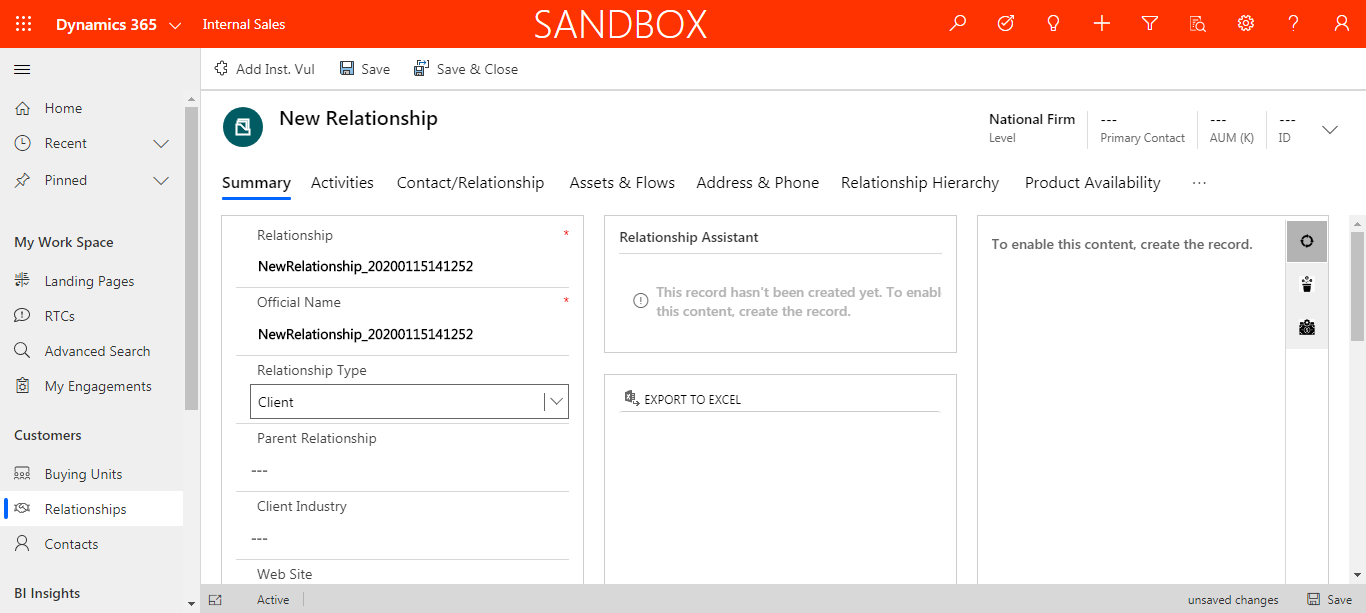 Dynamics 365
Internal Sales
SANDBOX
Add Inst. Vul
Save
Save & Close
Home
Recent
Pinned
My Work Space
Landing Pages
RTCs
Advanced Search
My Engagements
Customers
Buying Units
Relationships
Contacts
BI Insights
New Relationship
National Firm
Level
---
Primary Contact
---
AUM (K)
---
ID
Summary
Activities
Contact/Relationship
Assets & Flows
Address & Phone
Relationship Hierarchy
Product Availability
...
Relationship *
NewRelationship_20200115141252
Official Name *
NewRelationship_20200115141252
Relationship Type
Client
Parent Relationship
---
Client Industry
---
Web Site
Relationship Assistant
This record hasn't been created yet. To enabl
this content, create the record.
EXPORT TO EXCEL
To enable this content, create the record.
Active
unsaved changes
Save